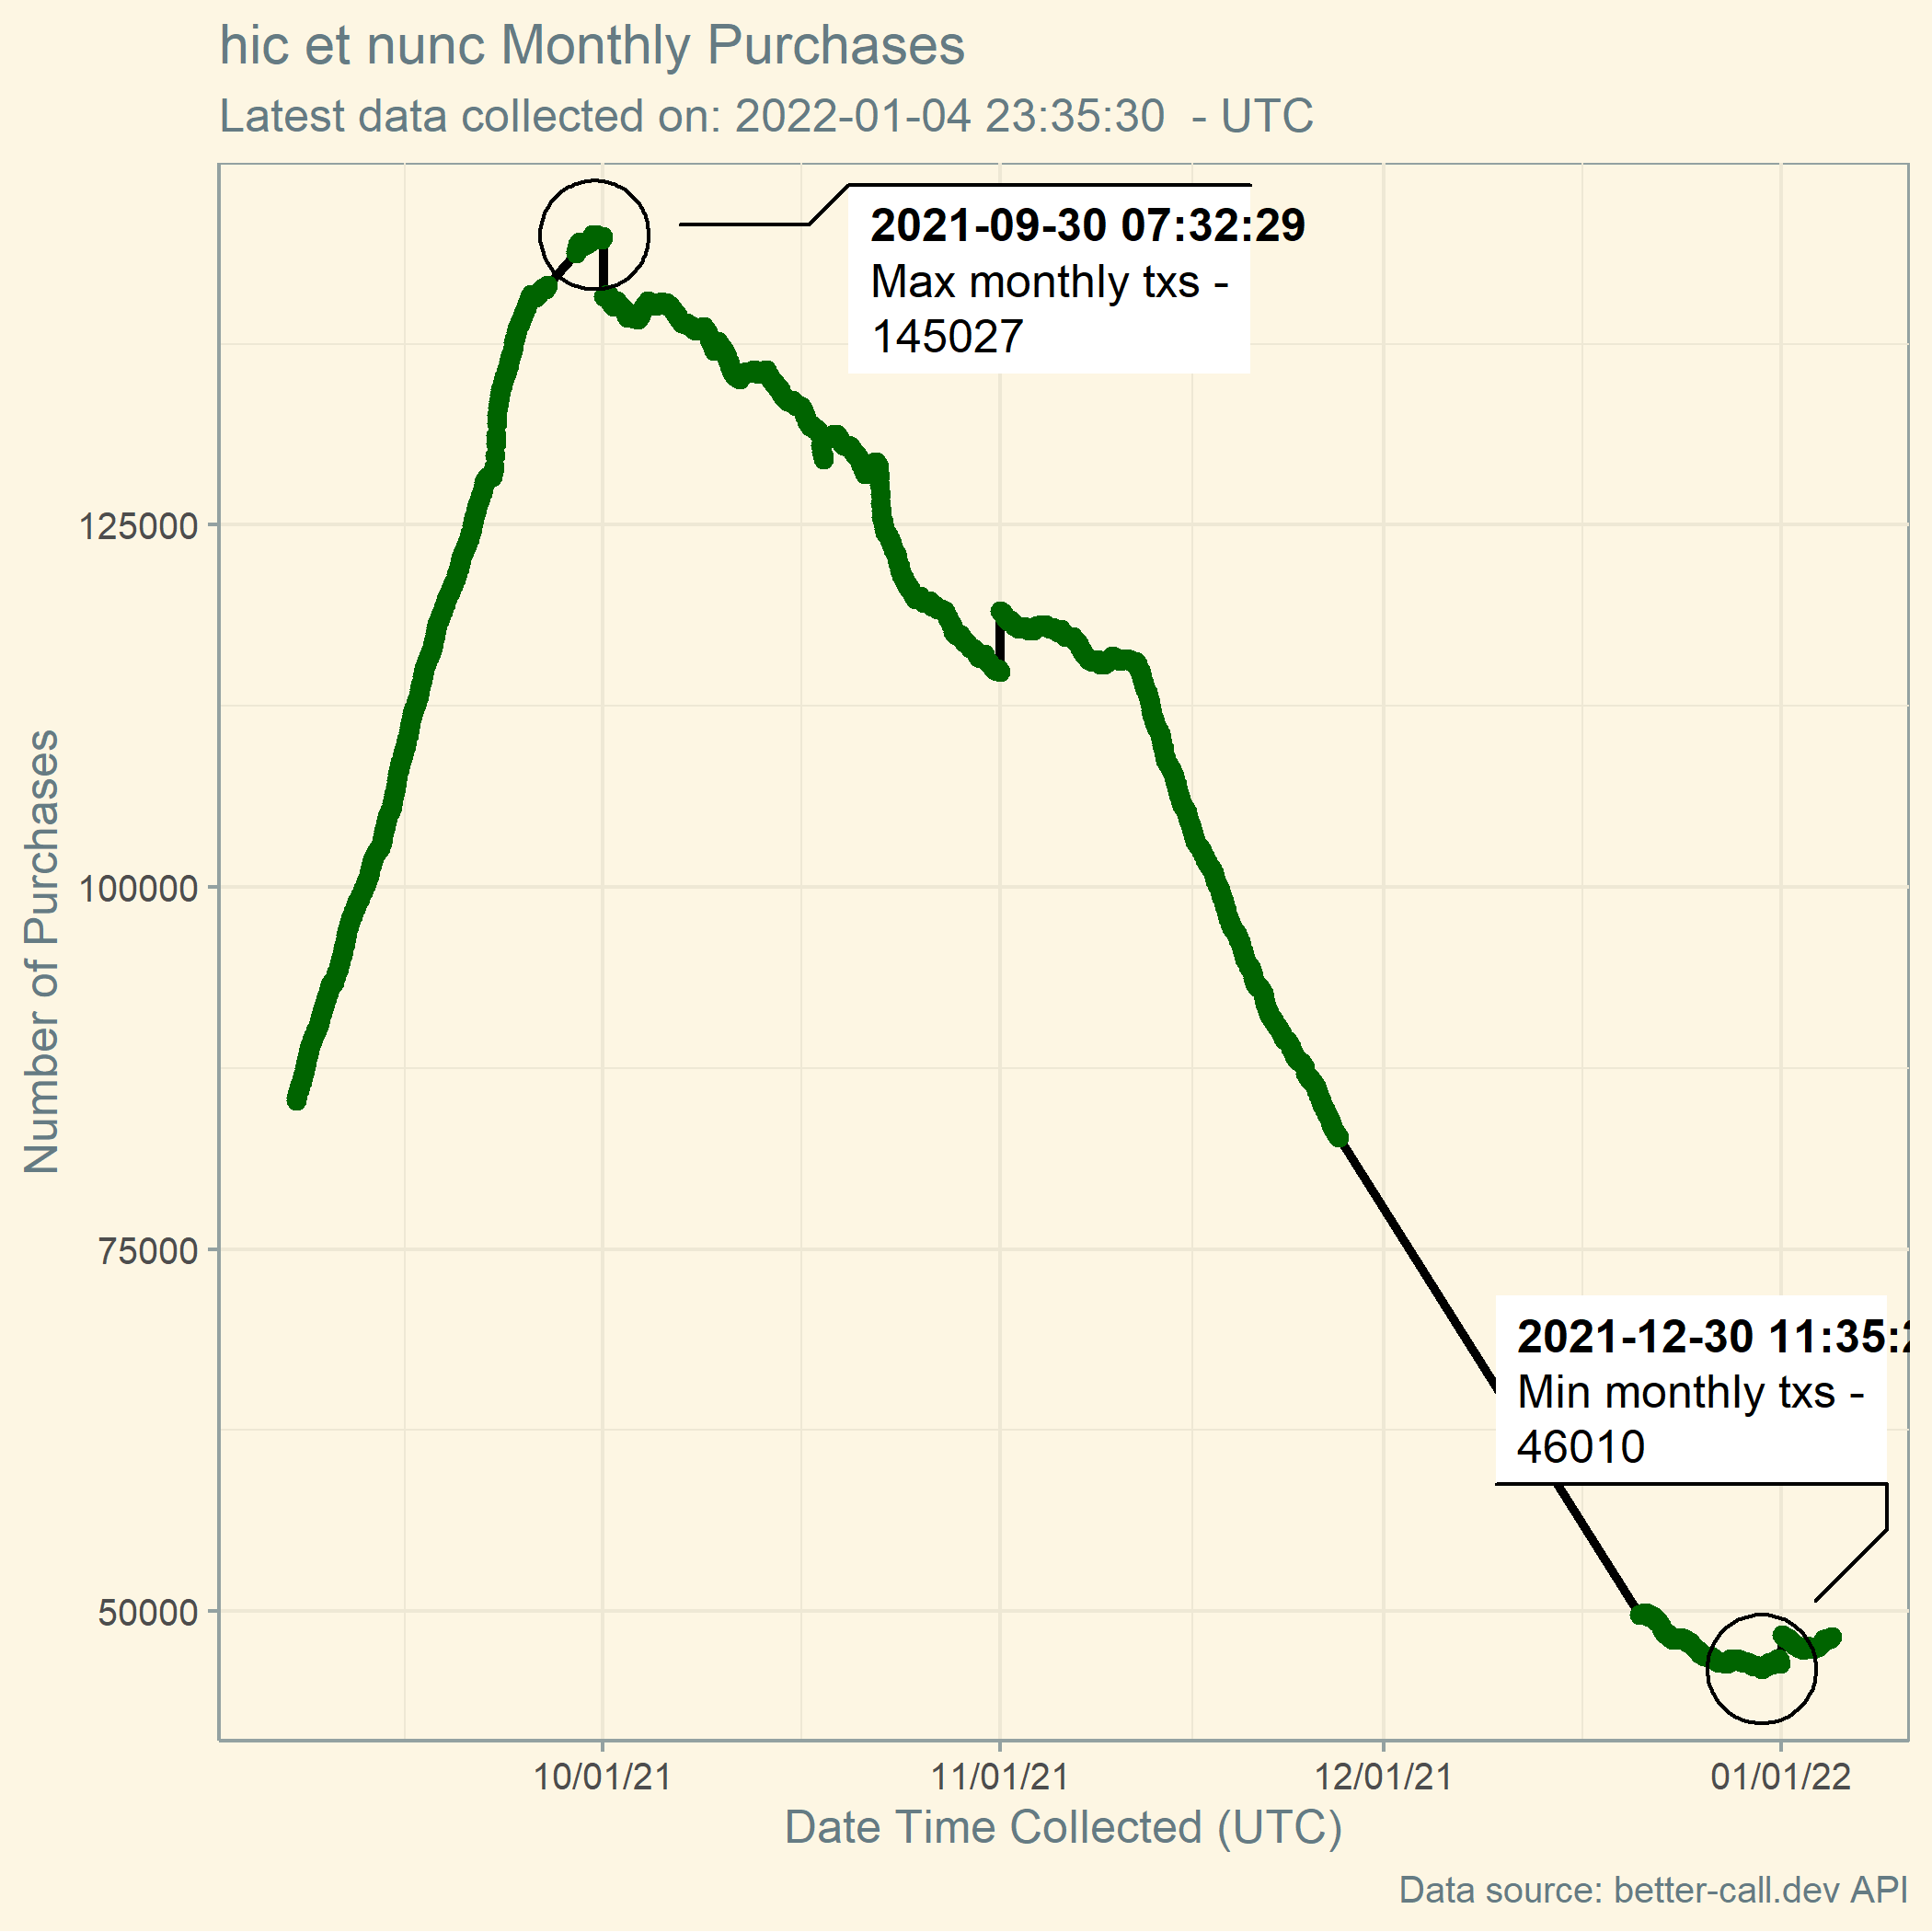 hic et nunc Monthly Purchases
Latest data collected on: 2022-01-04 23:35:30  - UTC
2021-09-30 07:32:29
Max monthly txs -
145027
125000
100000
75000
50000
Number of Purchases
2021-12-30 11:35:2
Min monthly txs -
46010
10/01/21
11/01/21
12/01/21
01/01/22
Date Time Collected (UTC)
Data source: better-call.dev API